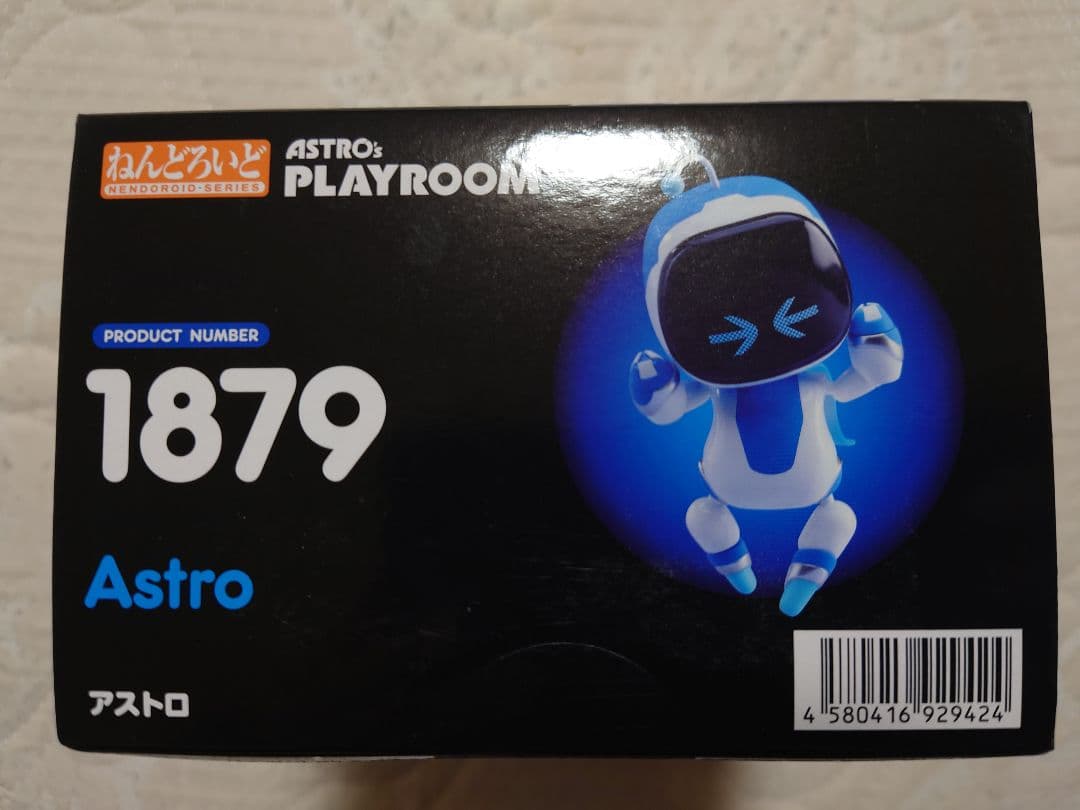 ねんどろいど
NENDOROID·SERIES
ASTRO's
PLAYROOM
PRODUCT NUMBER
1879
Astro
アストロ
4 580416 929424